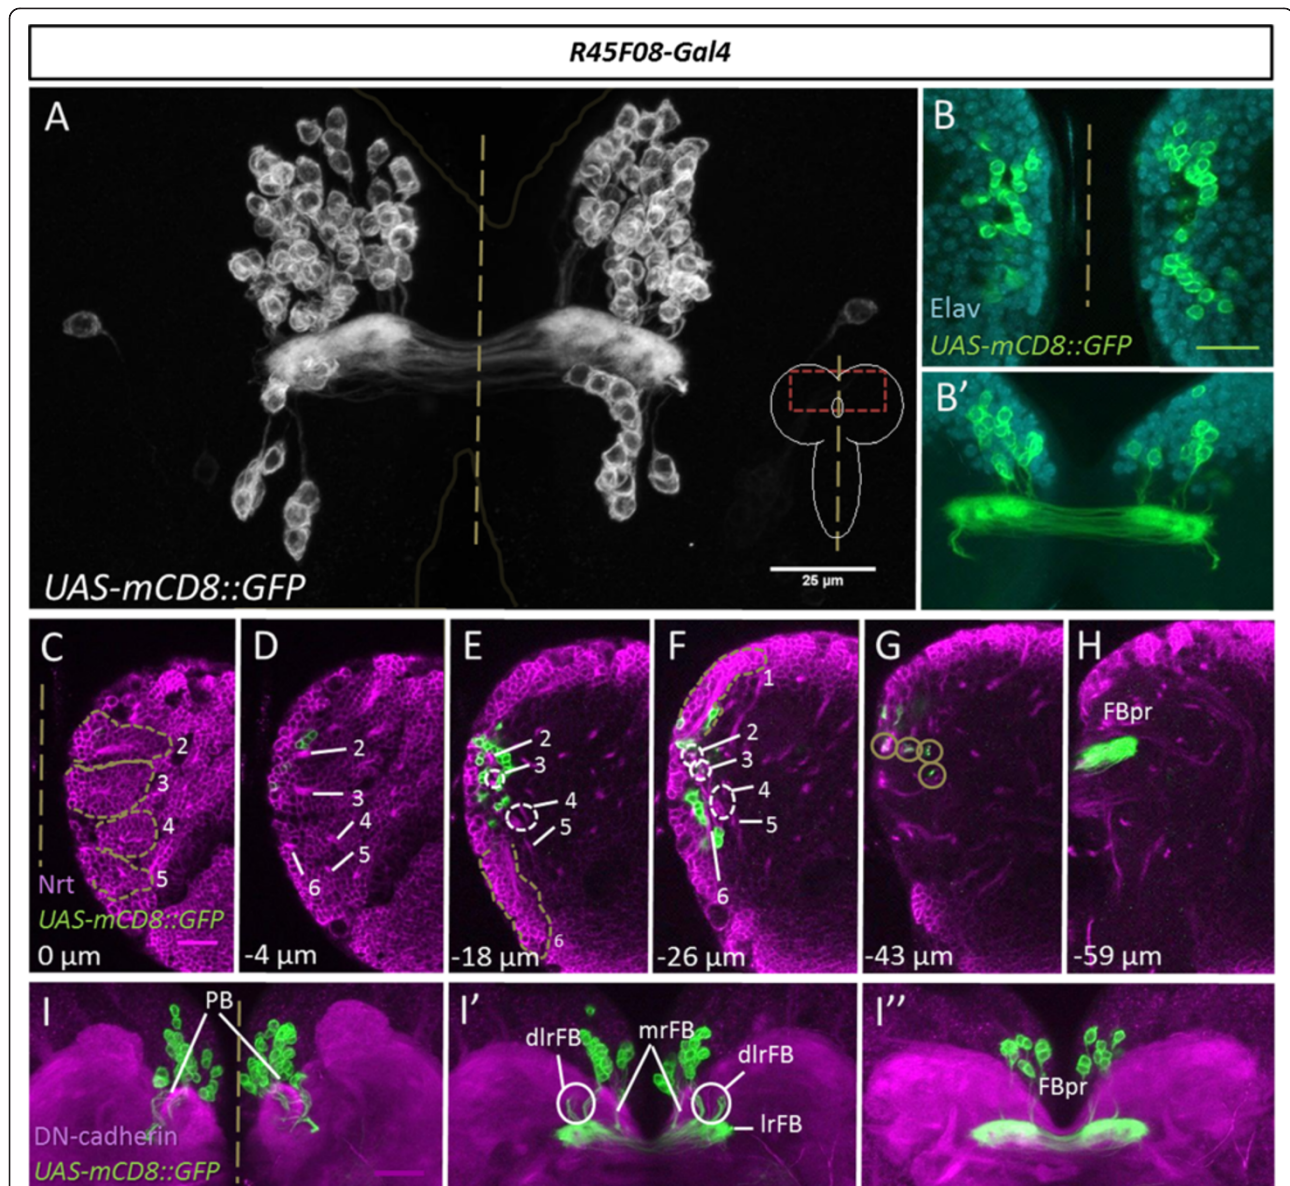 R45F08-Gal4
A
UAS-mCD8::GFP
25 µm
B
Elav
UAS-mCD8::GFP
B'
C
2
3
4
5
Nrt
UAS-mCD8::GFP
0 µm
D
2
3
4
5
6
-4 µm
E
2
3
4
5
6
-18 µm
F
1
2
3
4
5
6
-26 µm
G
-43 µm
H
FBpr
-59 µm
I
PB
DN-cadherin
UAS-mCD8::GFP
I'
dlrFB
mrFB
dlrFB
lrFB
I''
FBpr